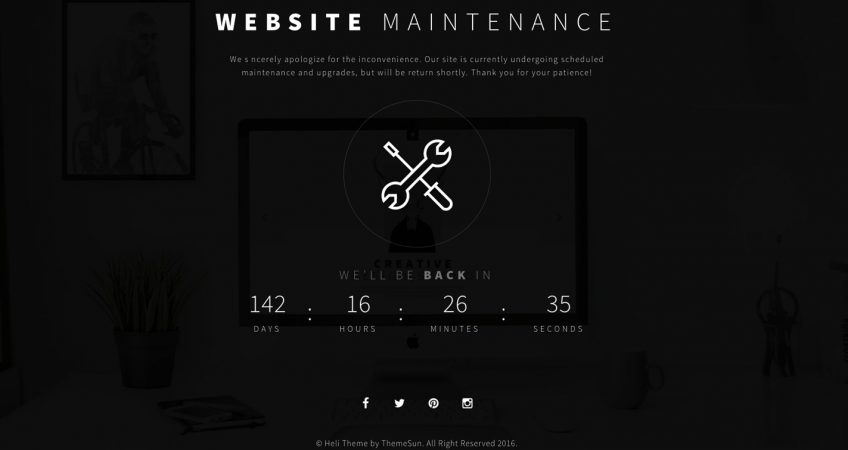 WEBSITE MAINTENANCE
We s ncerely apologize for the inconvenience. Our site is currently undergoing scheduled
maintenance and upgrades, but will be return shortly. Thank you for your patience!
CREATIVE
WE'LL BE BACK IN
142 : 16 : 26 : 35
DAYS HOURS MINUTES SECONDS
© Heli Theme by ThemeSun. All Right Reserved 2016.